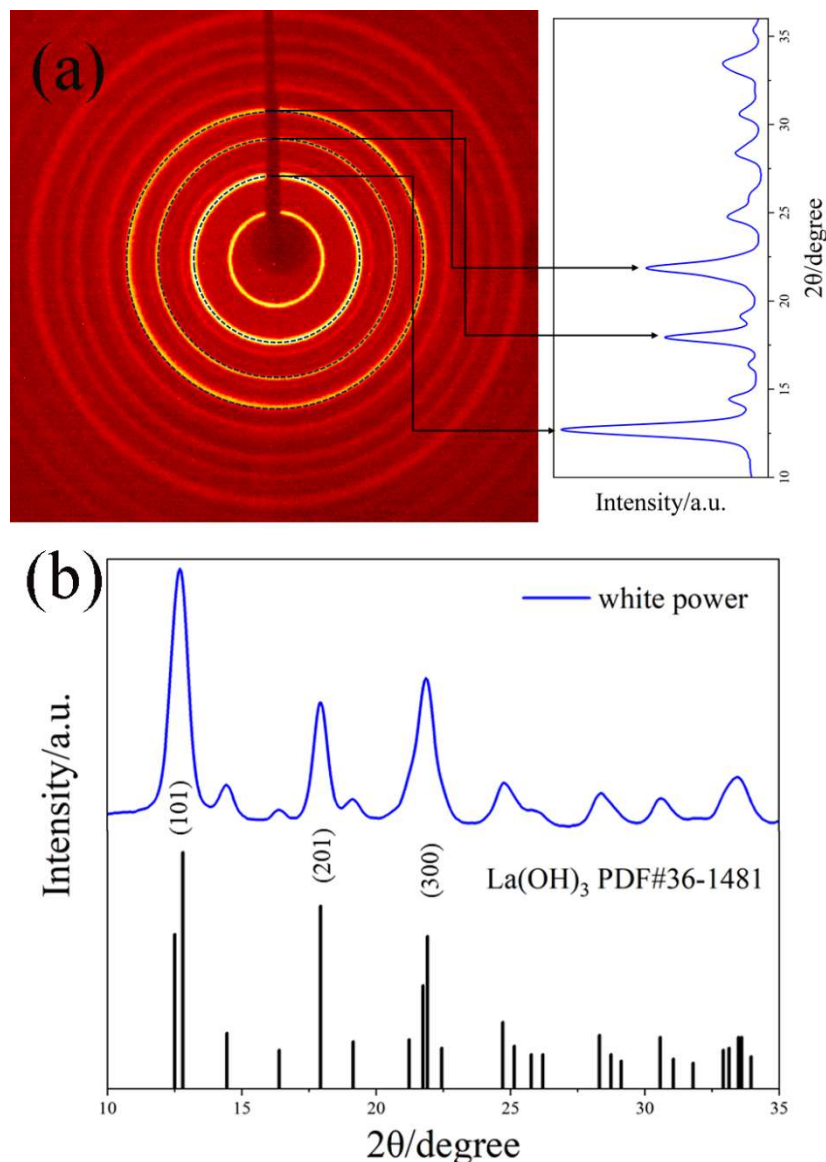 (a)
10
15
20
25
30
35
2θ/degree
Intensity/a.u.
(b)
white power
Intensity/a.u.
(101)
(201)
(300)
La(OH)₃ PDF#36-1481
10
15
20
25
30
35
2θ/degree